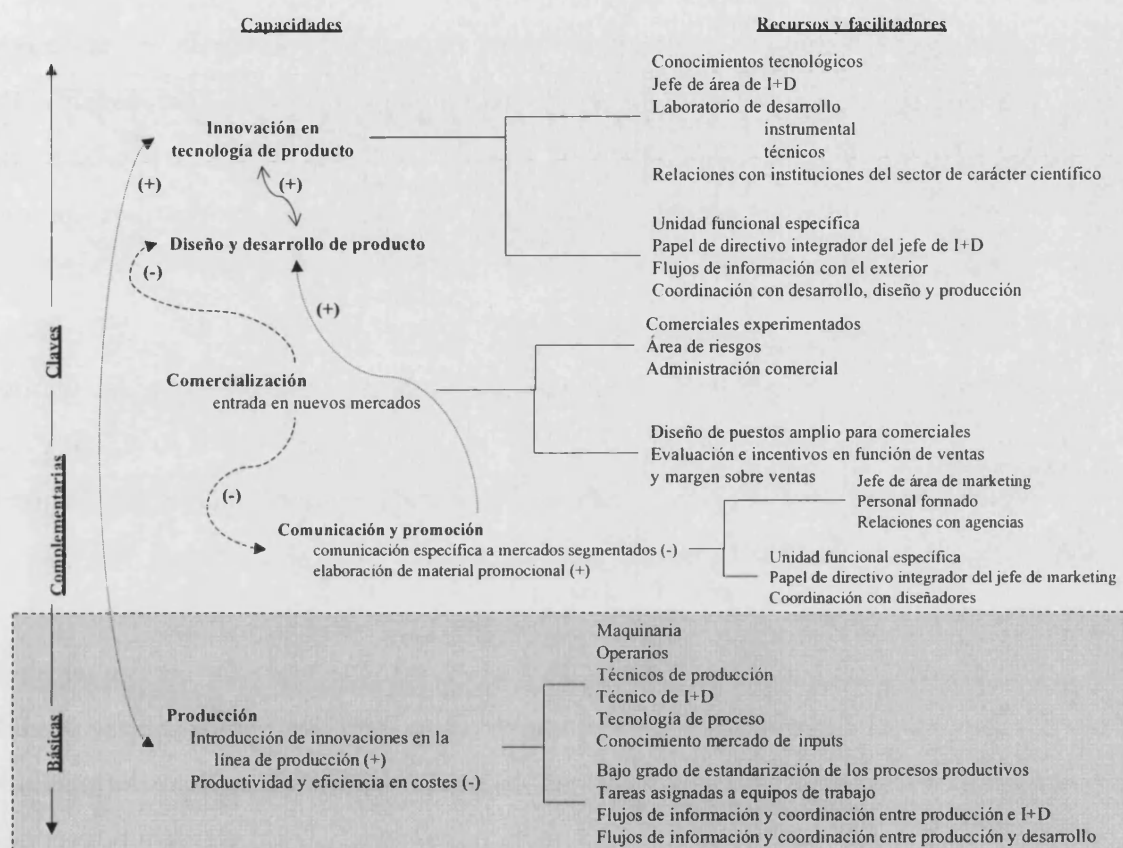 Capacidades
Recursos y facilitadores
Conocimientos tecnológicos
Jefe de área de I+D
Laboratorio de desarrollo
instrumental
técnicos
Relaciones con instituciones del sector de carácter científico
Innovación en
tecnología de producto
(+)
(+)
Unidad funcional específica
Papel de directivo integrador del jefe de I+D
Flujos de información con el exterior
Coordinación con desarrollo, diseño y producción
Diseño y desarrollo de producto
(-)
(+)
Claves
Comerciales experimentados
Área de riesgos
Administración comercial
Comercialización
entrada en nuevos mercados
Diseño de puestos amplio para comerciales
Evaluación e incentivos en función de ventas
y margen sobre ventas
Complementarias
(-)
Jefe de área de marketing
Personal formado
Relaciones con agencias
Comunicación y promoción
comunicación específica a mercados segmentados (-)
elaboración de material promocional (+)
Unidad funcional específica
Papel de directivo integrador del jefe de marketing
Coordinación con diseñadores
Básicas
Maquinaria
Operarios
Técnicos de producción
Técnico de I+D
Tecnología de proceso
Conocimiento mercado de inputs
Producción
Introducción de innovaciones en la
línea de producción (+)
Productividad y eficiencia en costes (-)
Bajo grado de estandarización de los procesos productivos
Tareas asignadas a equipos de trabajo
Flujos de información y coordinación entre producción e I+D
Flujos de información y coordinación entre producción y desarrollo